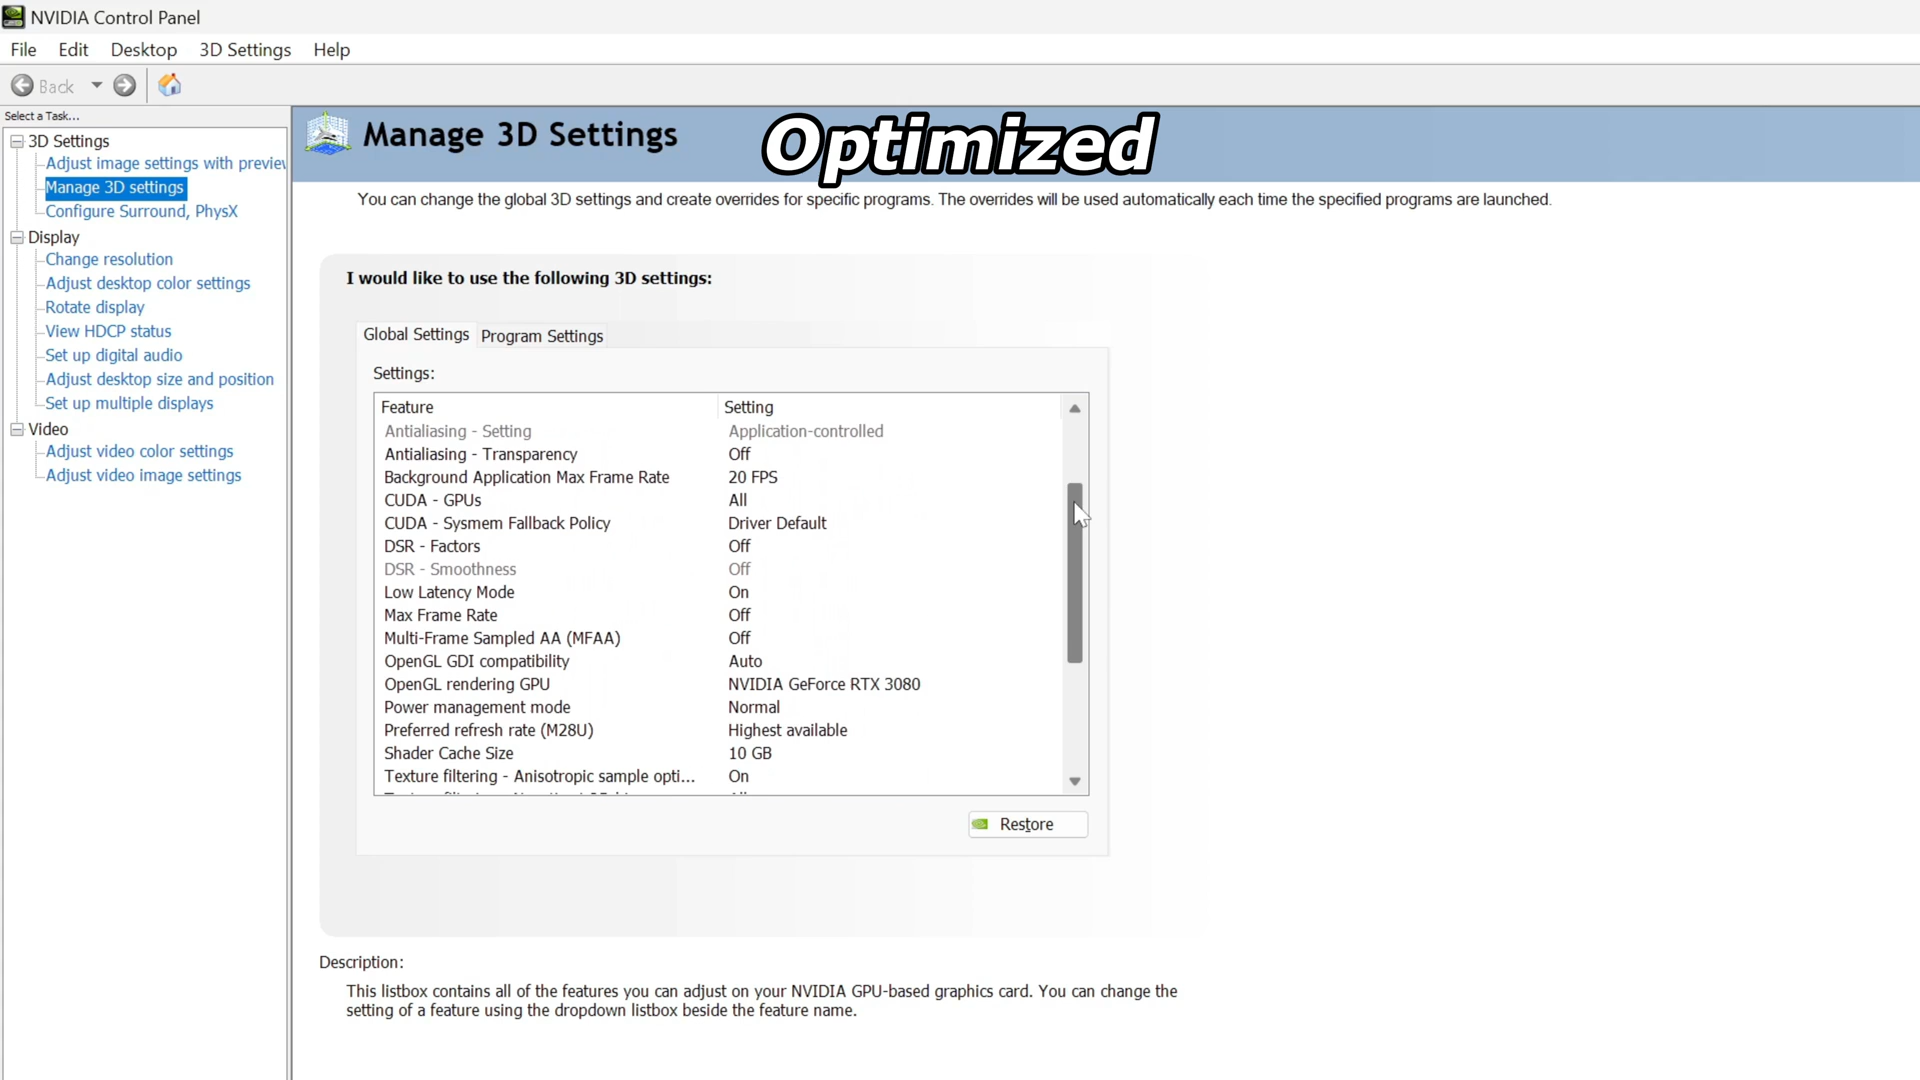 NVIDIA Control Panel
File Edit Desktop 3D Settings Help
Back
Select a Task...
3D Settings
Adjust image settings with preview
Manage 3D settings
Configure Surround, PhysX
Display
Change resolution
Adjust desktop color settings
Rotate display
View HDCP status
Set up digital audio
Adjust desktop size and position
Set up multiple displays
Video
Adjust video color settings
Adjust video image settings
Manage 3D Settings
Optimized
You can change the global 3D settings and create overrides for specific programs. The overrides will be used automatically each time the specified programs are launched.
I would like to use the following 3D settings:
Global Settings Program Settings
Settings:
Feature Setting
Antialiasing - Setting Application-controlled
Antialiasing - Transparency Off
Background Application Max Frame Rate 20 FPS
CUDA - GPUs All
CUDA - Sysmem Fallback Policy Driver Default
DSR - Factors Off
DSR - Smoothness Off
Low Latency Mode On
Max Frame Rate Off
Multi-Frame Sampled AA (MFAA) Off
OpenGL GDI compatibility Auto
OpenGL rendering GPU NVIDIA GeForce RTX 3080
Power management mode Normal
Preferred refresh rate (M28U) Highest available
Shader Cache Size 10 GB
Texture filtering - Anisotropic sample opti... On
Restore
Description:
This listbox contains all of the features you can adjust on your NVIDIA GPU-based graphics card. You can change the
setting of a feature using the dropdown listbox beside the feature name.